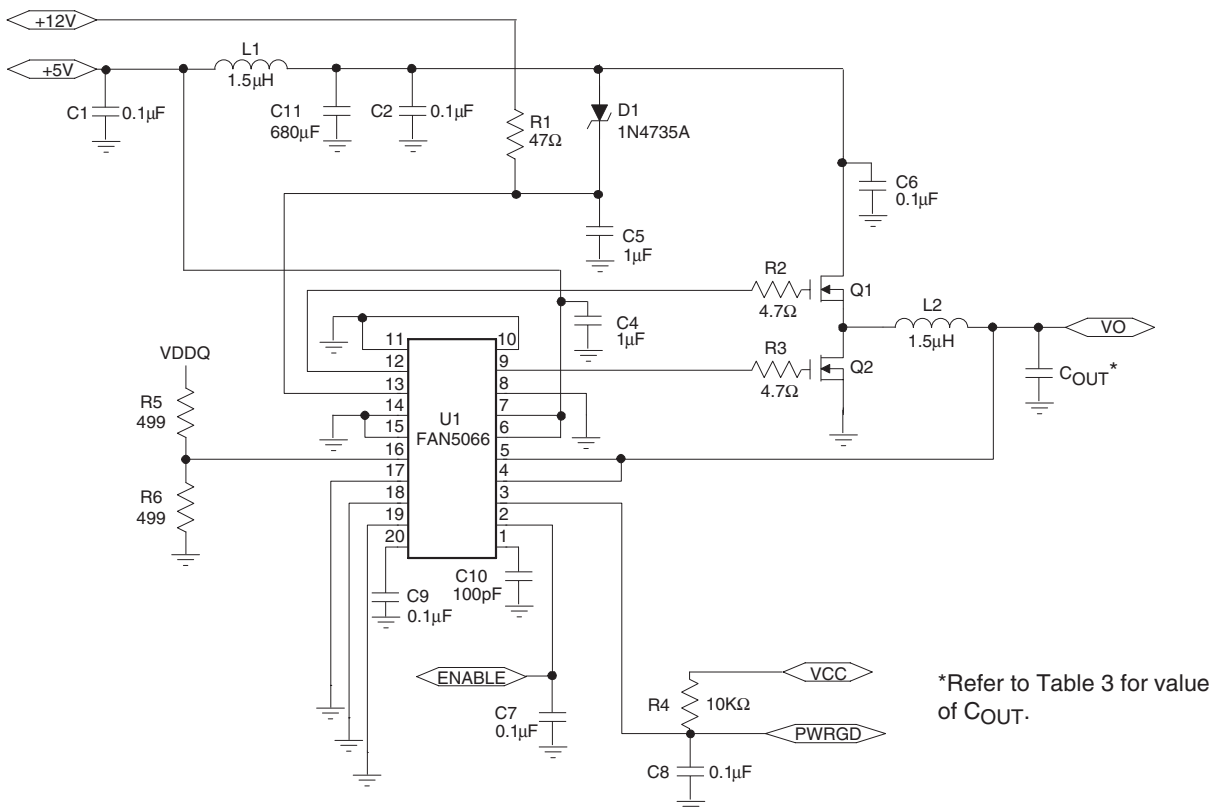 +12V
+5V
L1
1.5µH
C1
0.1µF
C11
680µF
C2
0.1µF
R1
47Ω
D1
1N4735A
C6
0.1µF
C5
1µF
R2
4.7Ω
Q1
L2
1.5µH
VO
C4
1µF
R3
4.7Ω
Q2
COUT*
VDDQ
R5
499
R6
499
U1
FAN5066
11
12
13
14
15
16
17
18
19
20
10
9
8
7
6
5
4
3
2
1
C9
0.1µF
C10
100pF
ENABLE
C7
0.1µF
VCC
R4
10KΩ
PWRGD
C8
0.1µF
*Refer to Table 3 for value
of COUT.